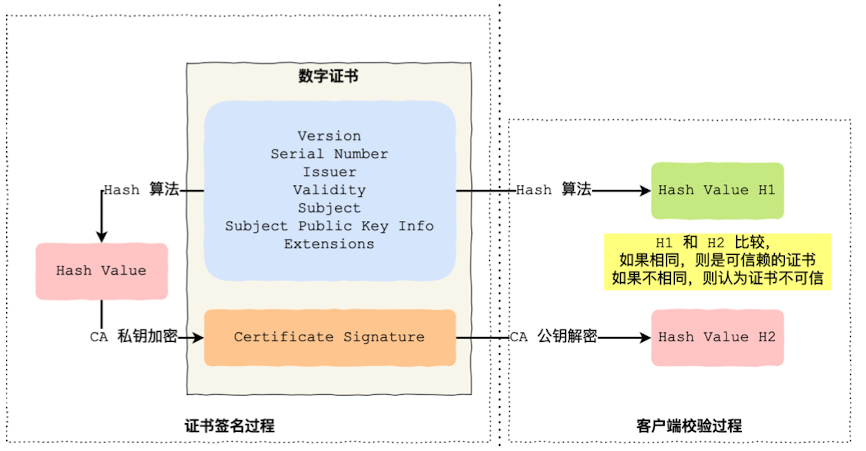 数字证书
Version
Serial Number
Issuer
Validity
Subject
Subject Public Key Info
Extensions
Hash 算法
Hash Value
CA 私钥加密
Certificate Signature
证书签名过程
Hash 算法
Hash Value H1
H1 和 H2 比较，
如果相同，则是可信赖的证书
如果不相同，则认为证书不可信
CA 公钥解密
Hash Value H2
客户端校验过程